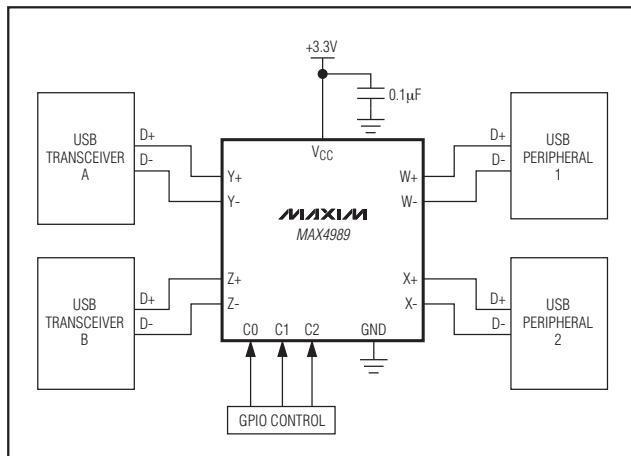 +3.3V
0.1µF
USB
TRANSCEIVER
A
D+
D-
VCC
Y+
Y-
MAXIM
MAX4989
W+
W-
D+
D-
USB
PERIPHERAL
1
USB
TRANSCEIVER
B
D+
D-
Z+
Z-
X+
X-
D+
D-
USB
PERIPHERAL
2
C0 C1 C2 GND
GPIO CONTROL